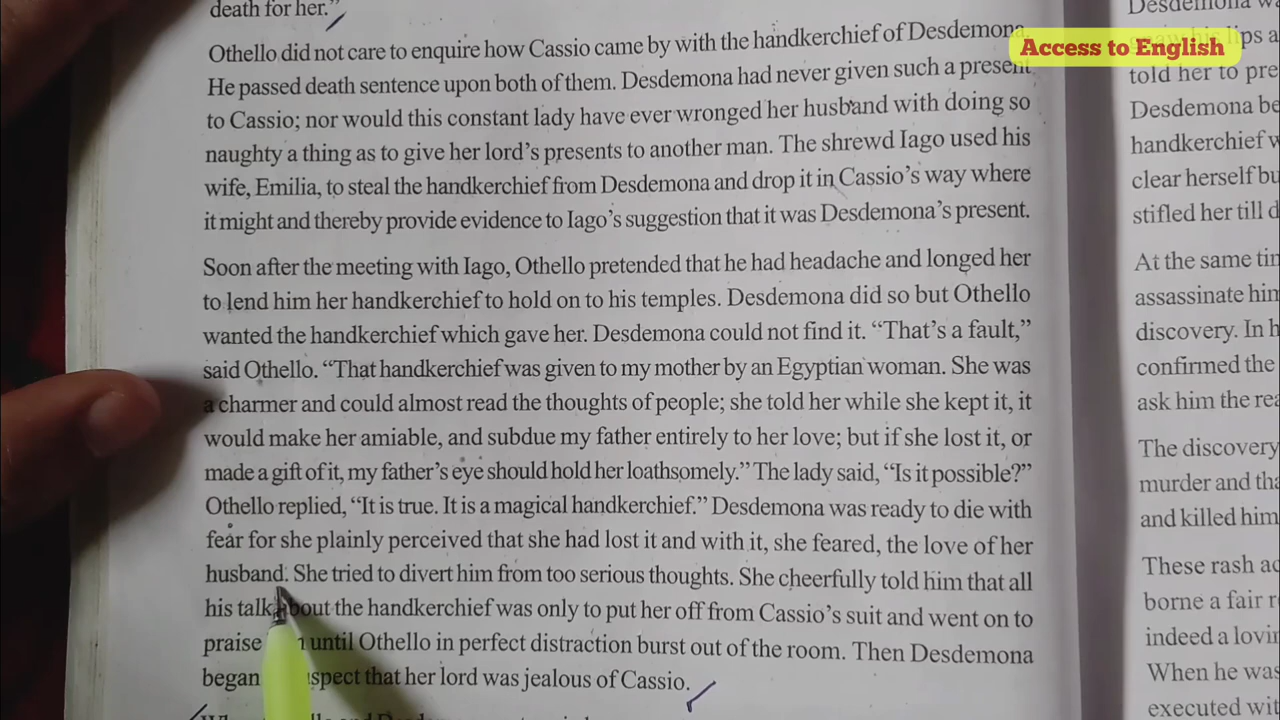 death for her."
Othello did not care to enquire how Cassio came by with the handkerchief of Desdemona.
He passed death sentence upon both of them. Desdemona had never given such a present
to Cassio; nor would this constant lady have ever wronged her husband with doing so
naughty a thing as to give her lord's presents to another man. The shrewd Iago used his
wife, Emilia, to steal the handkerchief from Desdemona and drop it in Cassio's way where
it might and thereby provide evidence to Iago's suggestion that it was Desdemona's present.
Soon after the meeting with Iago, Othello pretended that he had headache and longed her
to lend him her handkerchief to hold on to his temples. Desdemona did so but Othello
wanted the handkerchief which gave her. Desdemona could not find it. "That's a fault,"
said Othello. "That handkerchief was given to my mother by an Egyptian woman. She was
a charmer and could almost read the thoughts of people; she told her while she kept it, it
would make her amiable, and subdue my father entirely to her love; but if she lost it, or
made a gift of it, my father's eye should hold her loathsomely." The lady said, "Is it possible?"
Othello replied, "It is true. It is a magical handkerchief." Desdemona was ready to die with
fear for she plainly perceived that she had lost it and with it, she feared, the love of her
husband. She tried to divert him from too serious thoughts. She cheerfully told him that all
his talk about the handkerchief was only to put her off from Cassio's suit and went on to
praise until Othello in perfect distraction burst out of the room. Then Desdemona
began suspect that her lord was jealous of Cassio.
Access to English
Desdemona
lips a
told her to pre
Desdemona be
handkerchief w
clear herself bu
stifled her till d
At the same tin
assassinate him
discovery. In h
confirmed the
ask him the rea
The discovery
murder and tha
and killed him
These rash ac
borne a fair r
indeed a lovin
When he was
executed wit